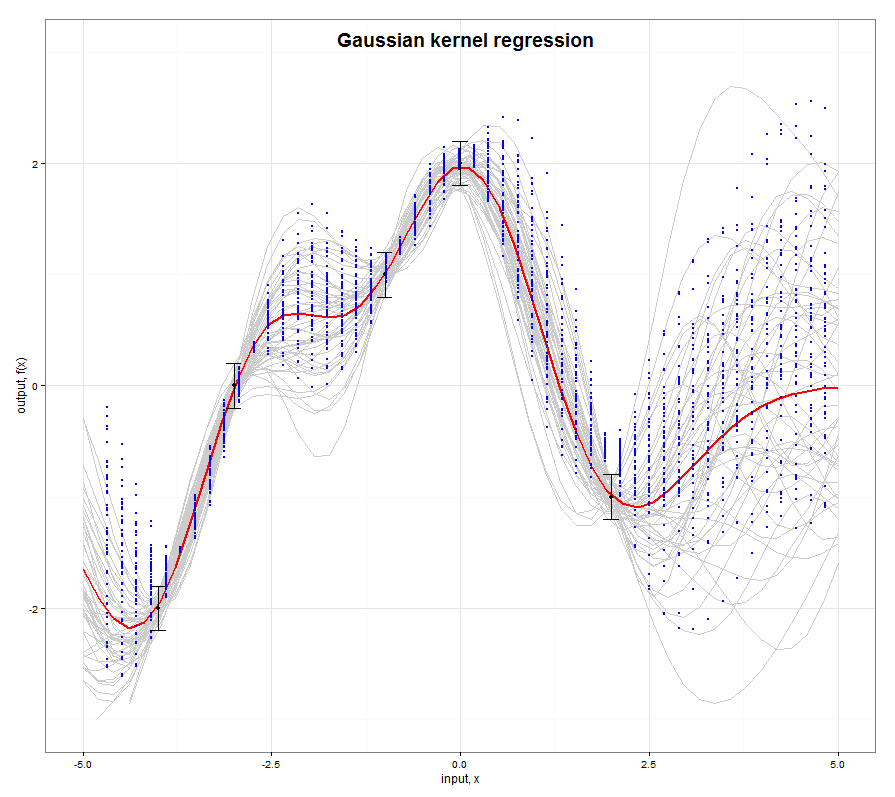 Gaussian kernel regression
output, f(x)
2
0
-2
-5.0
-2.5
0.0
2.5
5.0
input, x